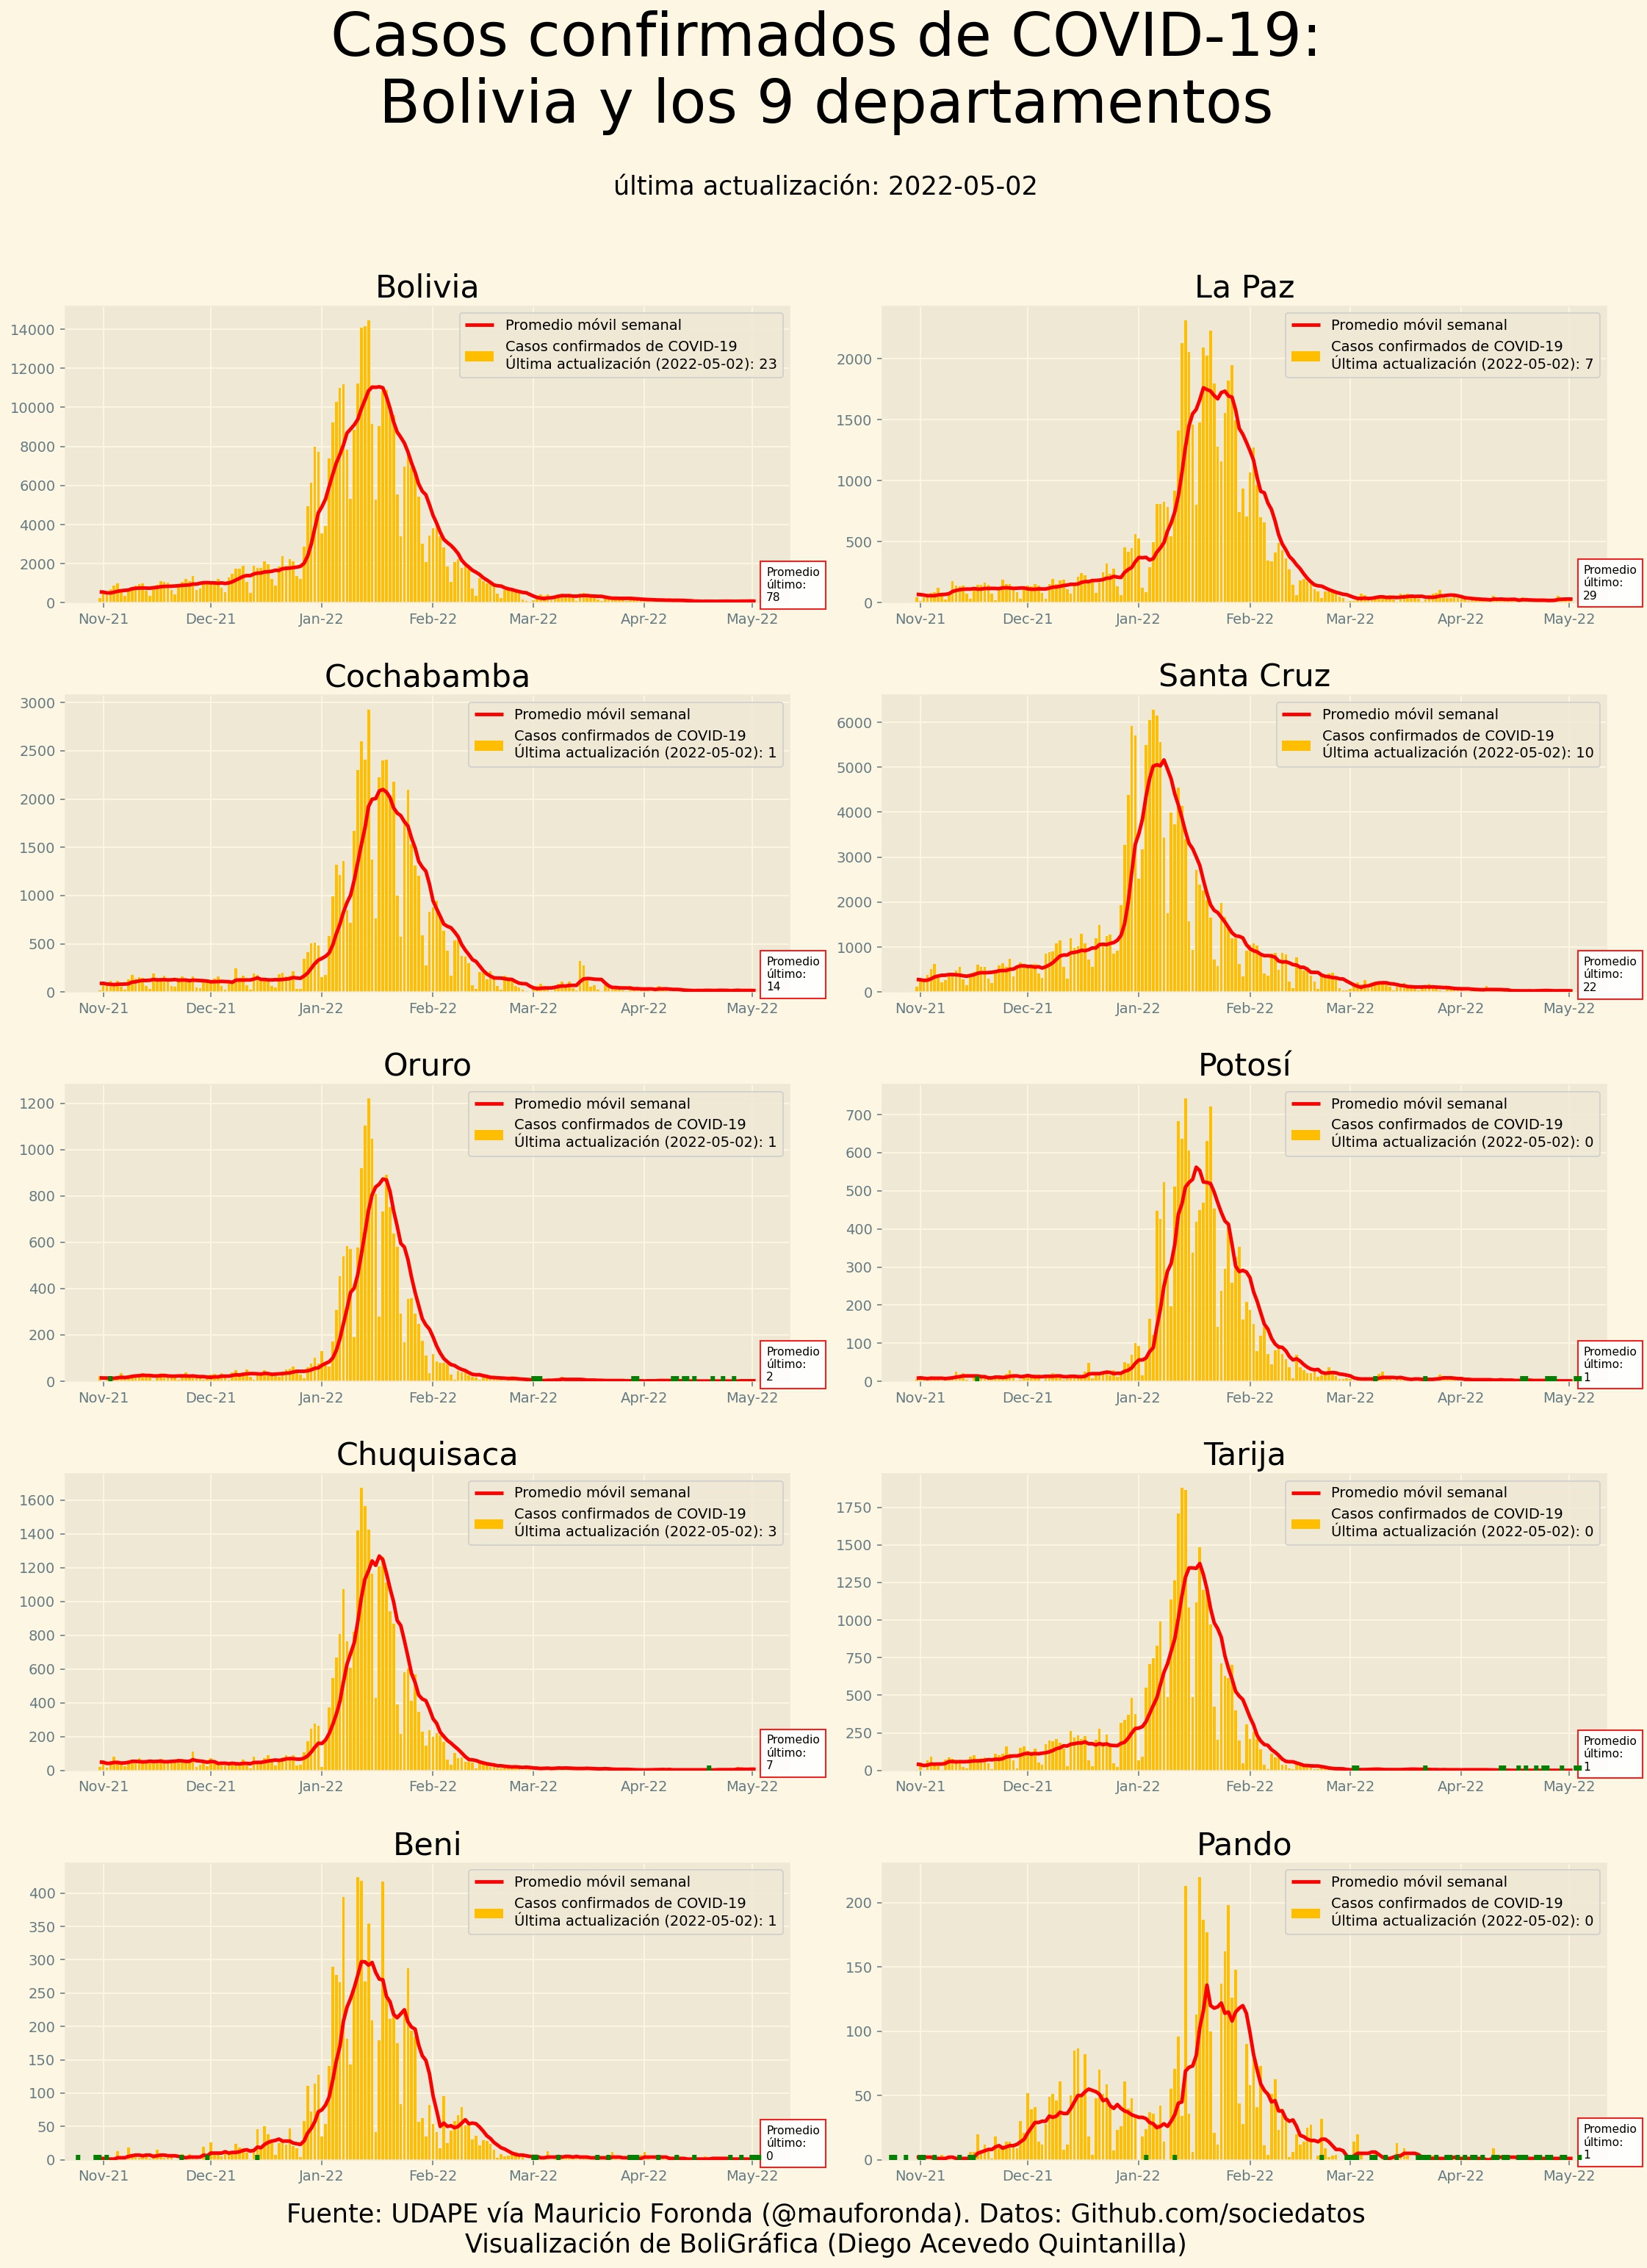 Casos confirmados de COVID-19:
Bolivia y los 9 departamentos
última actualización: 2022-05-02
Bolivia
14000
12000
10000
8000
6000
4000
2000
0
Nov-21 Dec-21 Jan-22 Feb-22 Mar-22 Apr-22 May-22
Promedio móvil semanal
Casos confirmados de COVID-19
Última actualización (2022-05-02): 23
Promedio
último:
78
La Paz
2000
1500
1000
500
0
Nov-21 Dec-21 Jan-22 Feb-22 Mar-22 Apr-22 May-22
Promedio móvil semanal
Casos confirmados de COVID-19
Última actualización (2022-05-02): 7
Promedio
último:
29
Cochabamba
3000
2500
2000
1500
1000
500
0
Nov-21 Dec-21 Jan-22 Feb-22 Mar-22 Apr-22 May-22
Promedio móvil semanal
Casos confirmados de COVID-19
Última actualización (2022-05-02): 1
Promedio
último:
14
Santa Cruz
6000
5000
4000
3000
2000
1000
0
Nov-21 Dec-21 Jan-22 Feb-22 Mar-22 Apr-22 May-22
Promedio móvil semanal
Casos confirmados de COVID-19
Última actualización (2022-05-02): 10
Promedio
último:
22
Oruro
1200
1000
800
600
400
200
0
Nov-21 Dec-21 Jan-22 Feb-22 Mar-22 Apr-22 May-22
Promedio móvil semanal
Casos confirmados de COVID-19
Última actualización (2022-05-02): 1
Promedio
último:
2
Potosí
700
600
500
400
300
200
100
0
Nov-21 Dec-21 Jan-22 Feb-22 Mar-22 Apr-22 May-22
Promedio móvil semanal
Casos confirmados de COVID-19
Última actualización (2022-05-02): 0
Promedio
último:
1
Chuquisaca
1600
1400
1200
1000
800
600
400
200
0
Nov-21 Dec-21 Jan-22 Feb-22 Mar-22 Apr-22 May-22
Promedio móvil semanal
Casos confirmados de COVID-19
Última actualización (2022-05-02): 3
Promedio
último:
7
Tarija
1750
1500
1250
1000
750
500
250
0
Nov-21 Dec-21 Jan-22 Feb-22 Mar-22 Apr-22 May-22
Promedio móvil semanal
Casos confirmados de COVID-19
Última actualización (2022-05-02): 0
Promedio
último:
1
Beni
400
350
300
250
200
150
100
50
0
Nov-21 Dec-21 Jan-22 Feb-22 Mar-22 Apr-22 May-22
Promedio móvil semanal
Casos confirmados de COVID-19
Última actualización (2022-05-02): 1
Promedio
último:
0
Pando
200
150
100
50
0
Nov-21 Dec-21 Jan-22 Feb-22 Mar-22 Apr-22 May-22
Promedio móvil semanal
Casos confirmados de COVID-19
Última actualización (2022-05-02): 0
Promedio
último:
1
Fuente: UDAPE vía Mauricio Foronda (@mauforonda). Datos: Github.com/sociedatos
Visualización de BoliGráfica (Diego Acevedo Quintanilla)